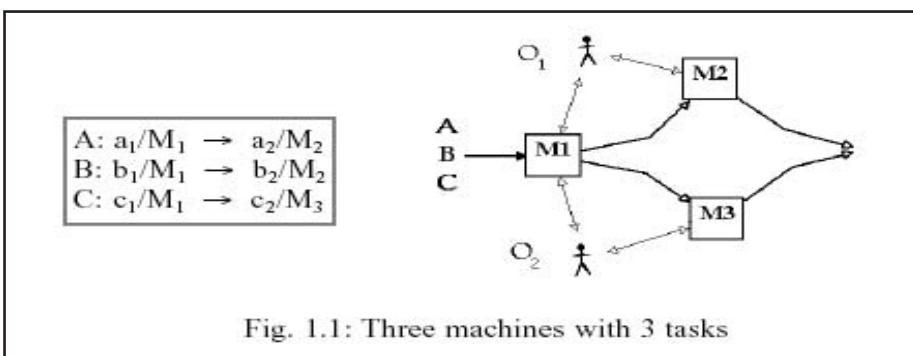 A: a₁/M₁ → a₂/M₂
B: b₁/M₁ → b₂/M₂
C: c₁/M₁ → c₂/M₃
O₁
M2
A
B
C
M1
M3
O₂
Fig. 1.1: Three machines with 3 tasks